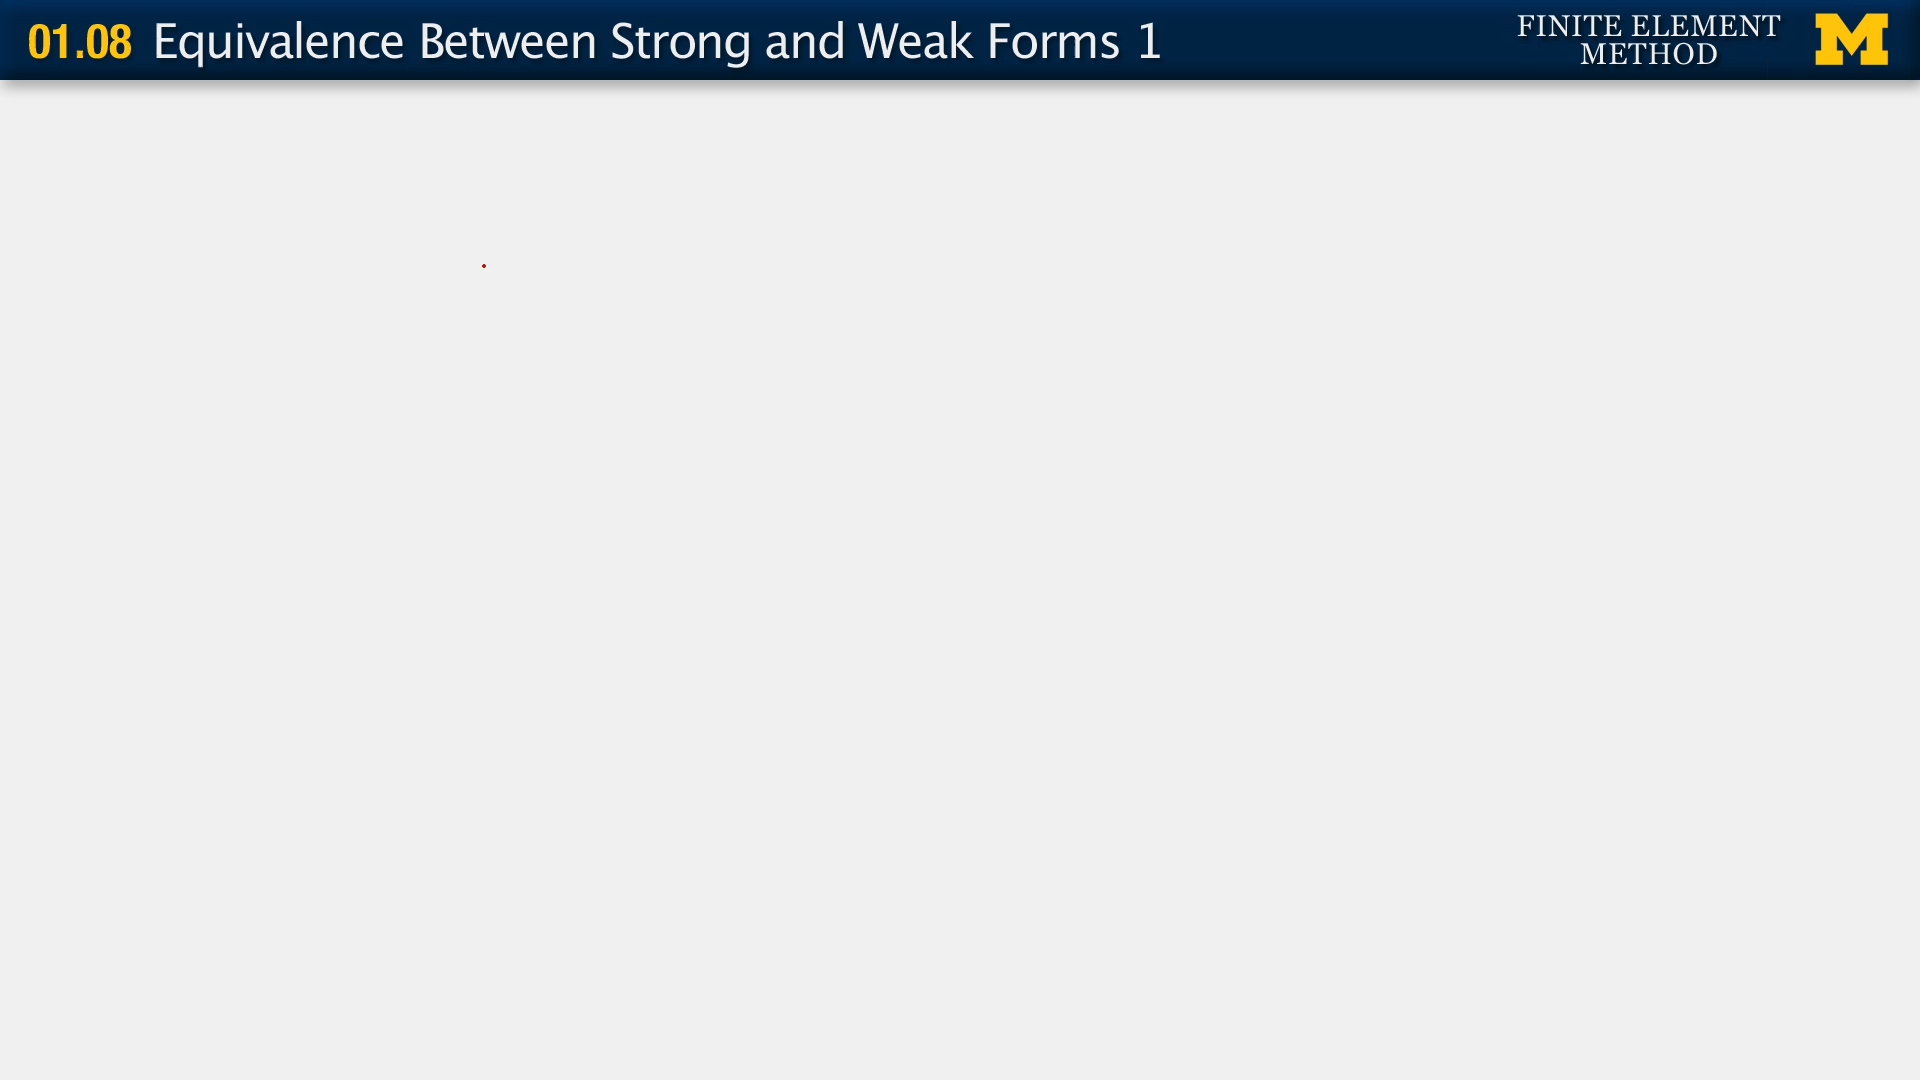 01.08 Equivalence Between Strong and Weak Forms 1
FINITE ELEMENT
METHOD
M